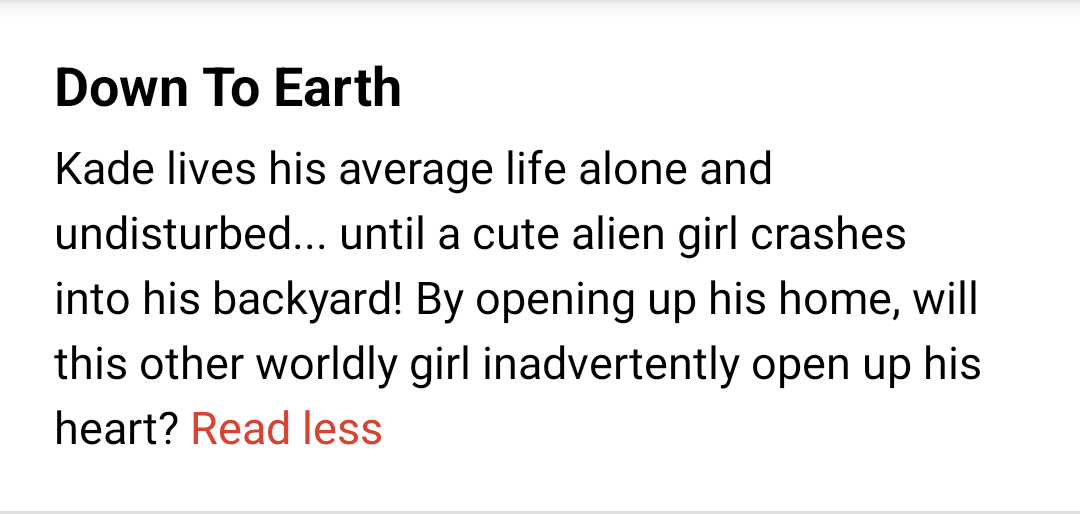 Down To Earth
Kade lives his average life alone and
undisturbed... until a cute alien girl crashes
into his backyard! By opening up his home, will
this other worldly girl inadvertently open up his
heart? Read less